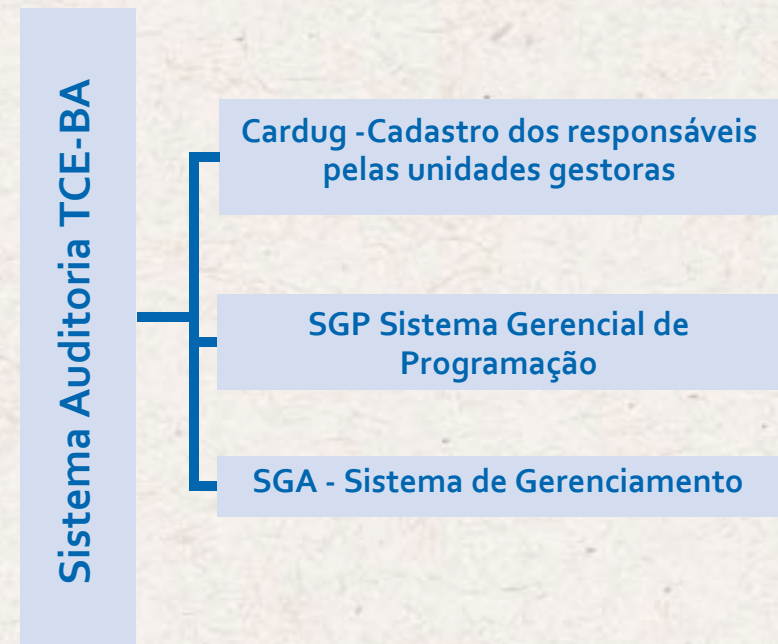 Sistema Auditoria TCE-BA
Cardug -Cadastro dos responsáveis
pelas unidades gestoras
SGP Sistema Gerencial de
Programação
SGA - Sistema de Gerenciamento